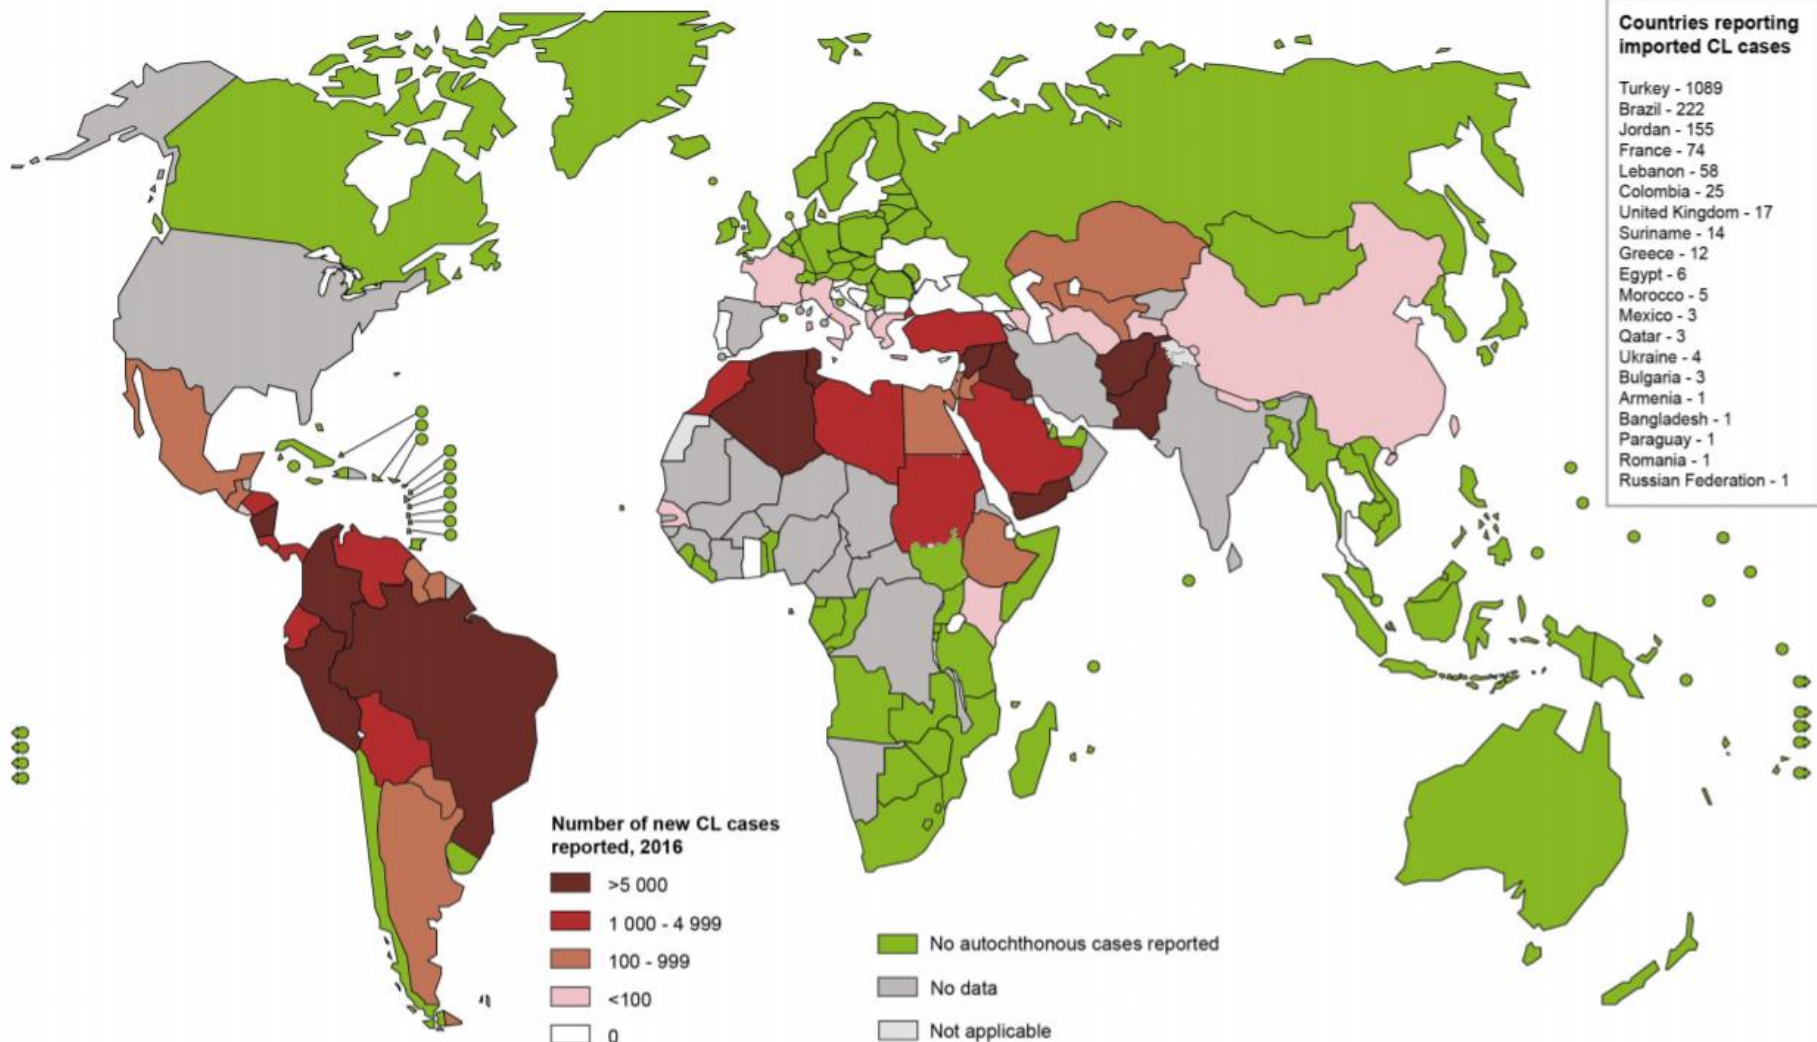 Countries reporting
imported CL cases
Turkey - 1089
Brazil - 222
Jordan - 155
France - 74
Lebanon - 58
Colombia - 25
United Kingdom - 17
Suriname - 14
Greece - 12
Egypt - 6
Morocco - 5
Mexico - 3
Qatar - 3
Ukraine - 4
Bulgaria - 3
Armenia - 1
Bangladesh - 1
Paraguay - 1
Romania - 1
Russian Federation - 1
Number of new CL cases
reported, 2016
>5 000
1 000 - 4 999
100 - 999
<100
0
No autochthonous cases reported
No data
Not applicable